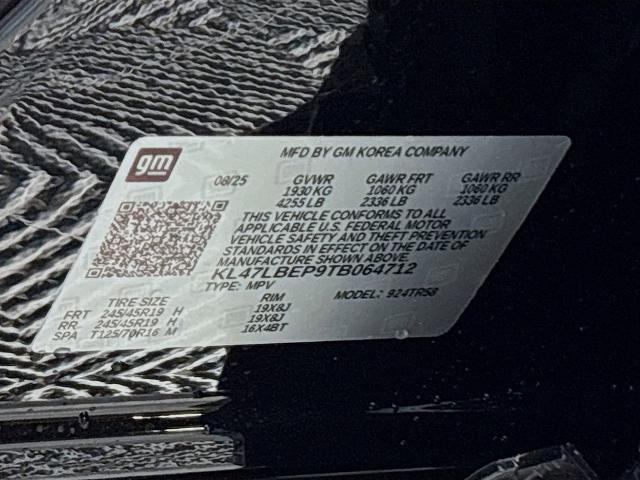 gm
MFD BY GM KOREA COMPANY
08/25 GVWR GAWR FRT GAWR RR
1930 KG 1060 KG 1060 KG
4255 LB 2336 LB 2336 LB
THIS VEHICLE CONFORMS TO ALL
APPLICABLE U.S. FEDERAL MOTOR
VEHICLE SAFETY AND THEFT PREVENTION
STANDARDS IN EFFECT ON THE DATE OF
MANUFACTURE SHOWN ABOVE.
KL47LBEP9TB064712
TYPE: MPV MODEL: 924TR58
TIRE SIZE RIM
FRT 245/45R19 H 19X8J
RR 245/45R19 H 19X8J
SPA T125/70R16 M 16X4BT